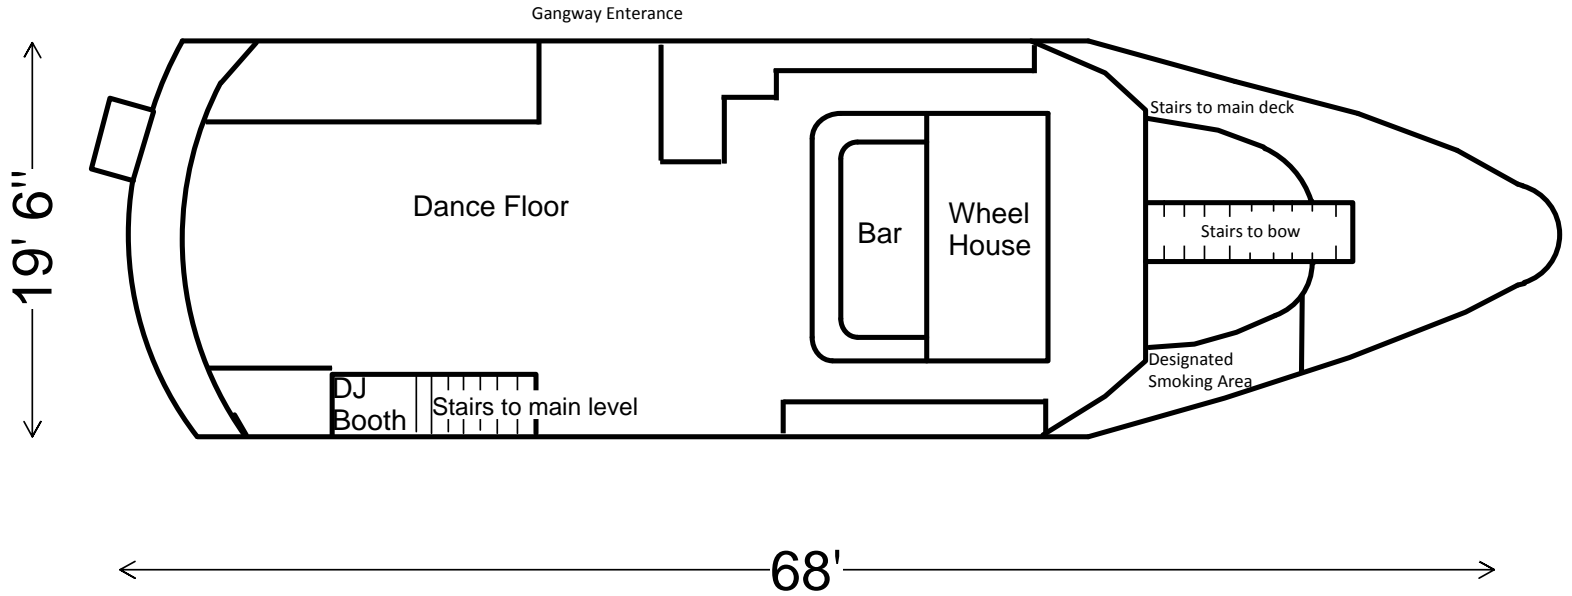 Gangway Enterance
Stairs to main deck
19' 6"
Dance Floor
Bar
Wheel
House
Stairs to bow
Designated
Smoking Area
DJ
Booth
Stairs to main level
68'